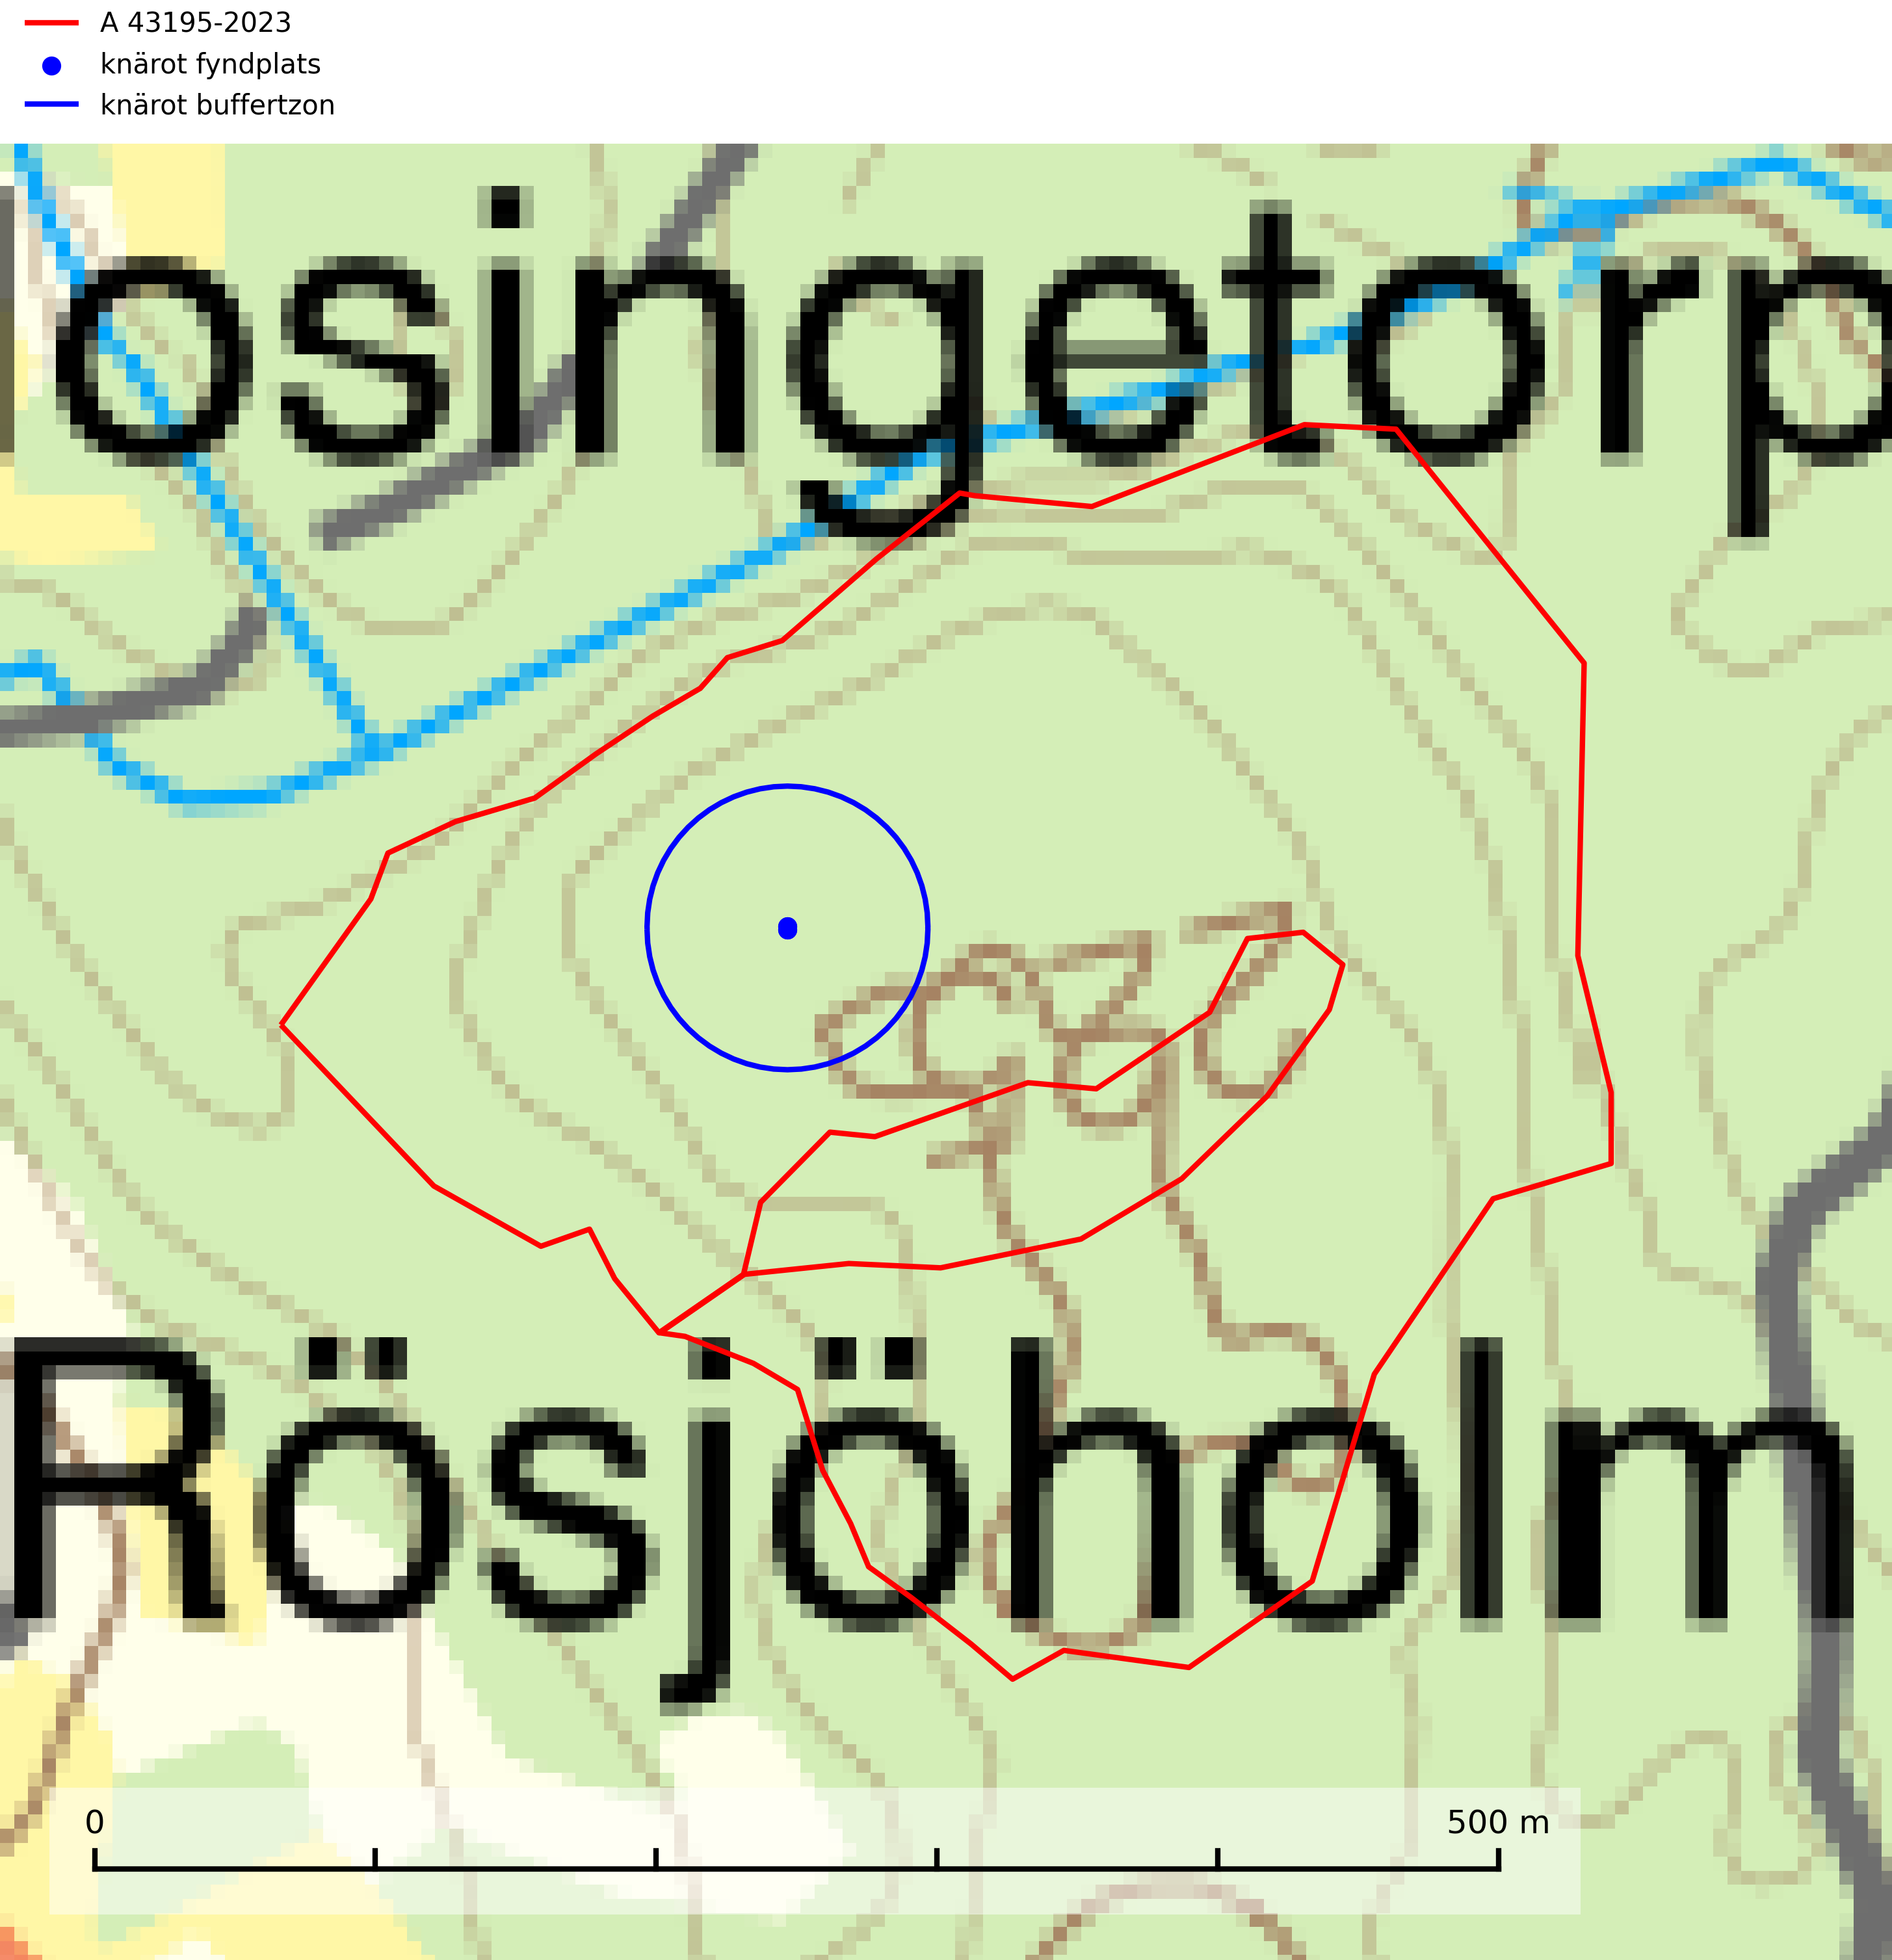 A 43195-2023
knärot fyndplats
knärot buffertzon
osingetorp
Rösjöholm
0 500 m